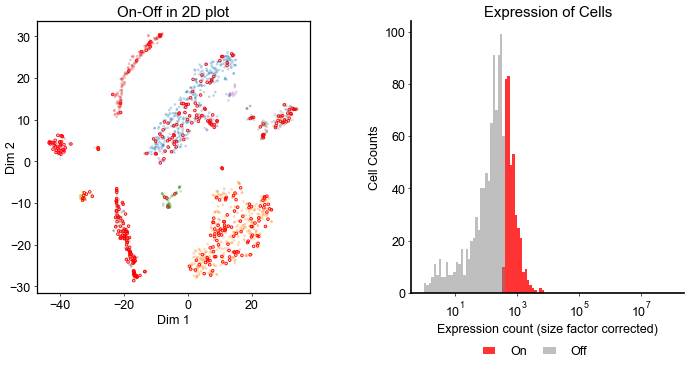 On-Off in 2D plot
30
20
10
0
−10
−20
−30
−40
−20
0
20
Dim 2
Dim 1
Expression of Cells
100
80
60
40
20
0
10^1
10^3
10^5
10^7
Cell Counts
Expression count (size factor corrected)
On
Off